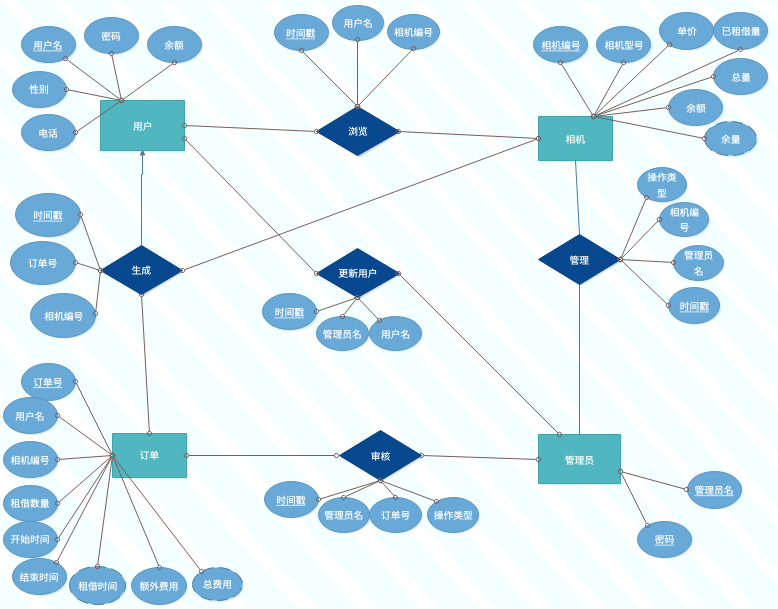 用户名
密码
余额
性别
电话
用户
时间戳
用户名
相机编号
浏览
相机编号
相机型号
单价
已租借量
总量
余额
余量
相机
时间戳
订单号
相机编号
生成
更新用户
时间戳
管理员名
用户名
操作类
型
相机编
号
管理员
名
时间戳
管理
订单号
用户名
相机编号
租借数量
开始时间
结束时间
租借时间
额外费用
总费用
订单
审核
时间戳
管理员名
订单号
操作类型
管理员
管理员名
密码